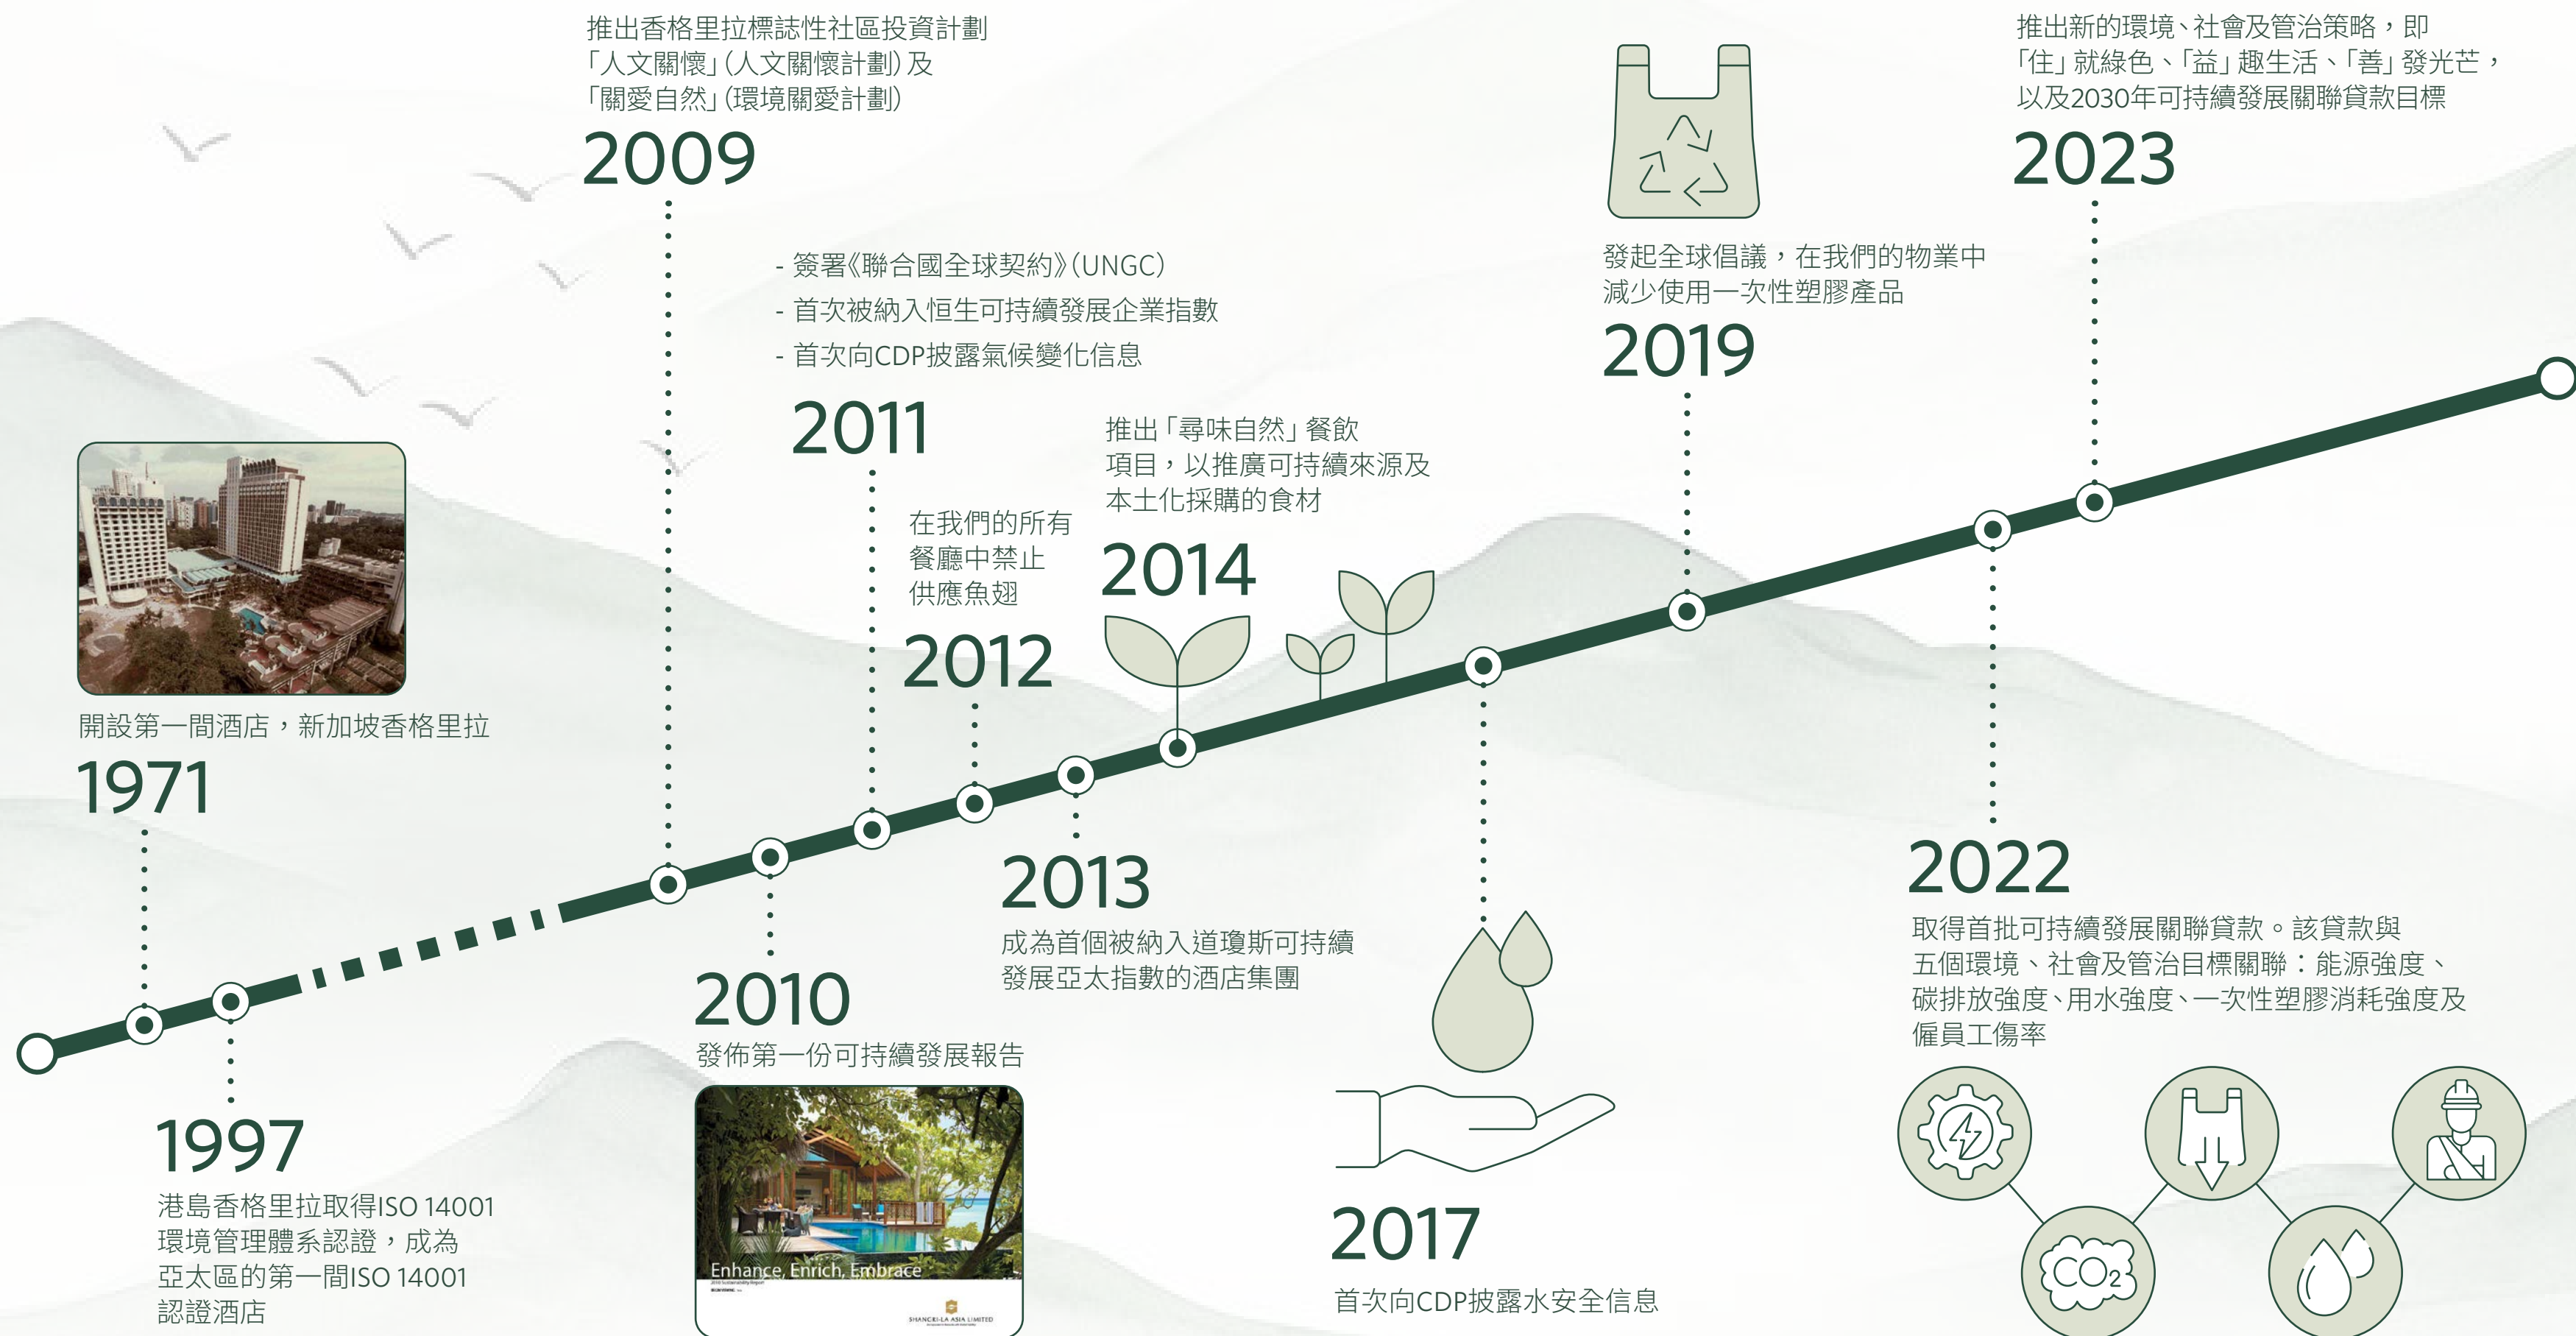 開設第一間酒店，新加坡香格里拉
1971
1997
港島香格里拉取得ISO 14001
環境管理體系認證，成為
亞太區的第一間ISO 14001
認證酒店
推出香格里拉標誌性社區投資計劃
「人文關懷」（人文關懷計劃）及
「關愛自然」（環境關愛計劃）
2009
2010
發佈第一份可持續發展報告
Enhance, Enrich, Embrace
2010 Sustainability Report
SHANGRI-LA ASIA LIMITED
- 簽署《聯合國全球契約》（UNGC）
- 首次被納入恒生可持續發展企業指數
- 首次向CDP披露氣候變化信息
2011
在我們的所有
餐廳中禁止
供應魚翅
2012
2013
成為首個被納入道瓊斯可持續
發展亞太指數的酒店集團
推出「尋味自然」餐飲
項目，以推廣可持續來源及
本土化採購的食材
2014
2017
首次向CDP披露水安全信息
發起全球倡議，在我們的物業中
減少使用一次性塑膠產品
2019
2022
取得首批可持續發展關聯貸款。該貸款與
五個環境、社會及管治目標關聯：能源強度、
碳排放強度、用水強度、一次性塑膠消耗強度及
僱員工傷率
CO2
推出新的環境、社會及管治策略，即
「住」就綠色、「益」趣生活、「善」發光芒，
以及2030年可持續發展關聯貸款目標
2023